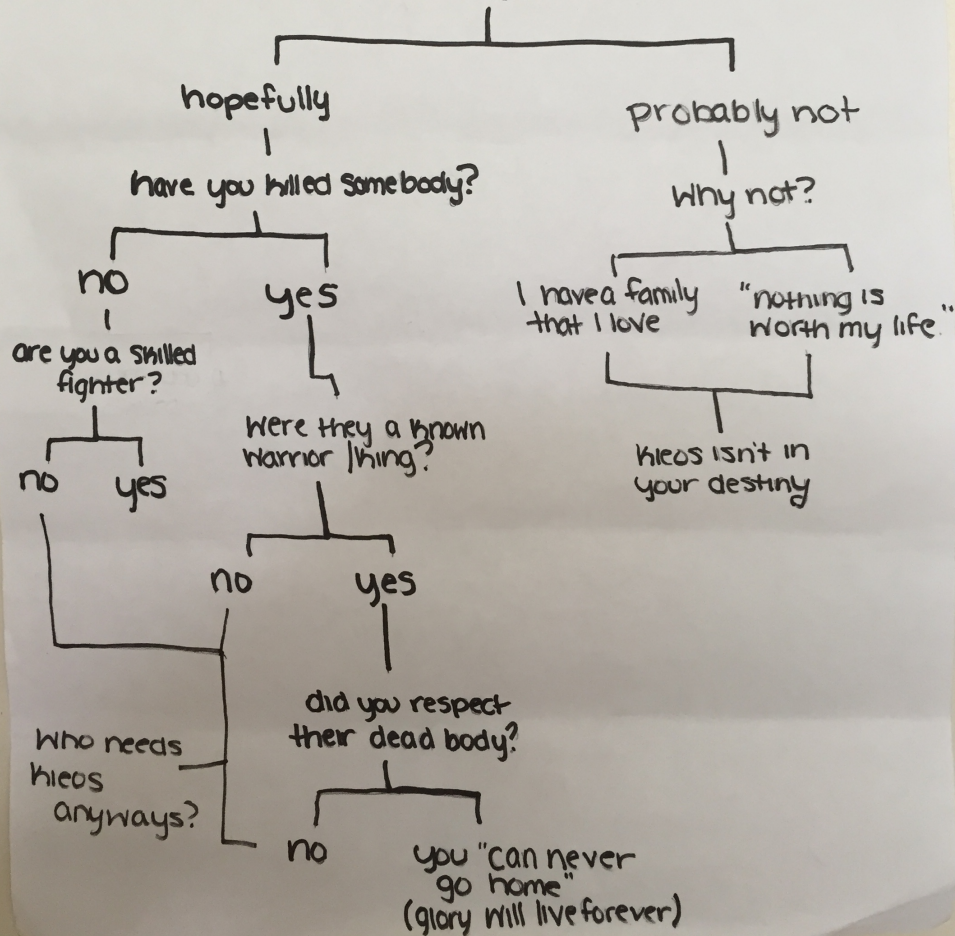 hopefully
probably not
have you killed somebody?
Why not?
no
yes
I have a family
that I love
"nothing is
worth my life."
are you a skilled
fighter?
were they a known
warrior/king?
no
yes
kleos isn't in
your destiny
no
yes
did you respect
their dead body?
Who needs
kleos
anyways?
no
you "can never
go home"
(glory will live forever)